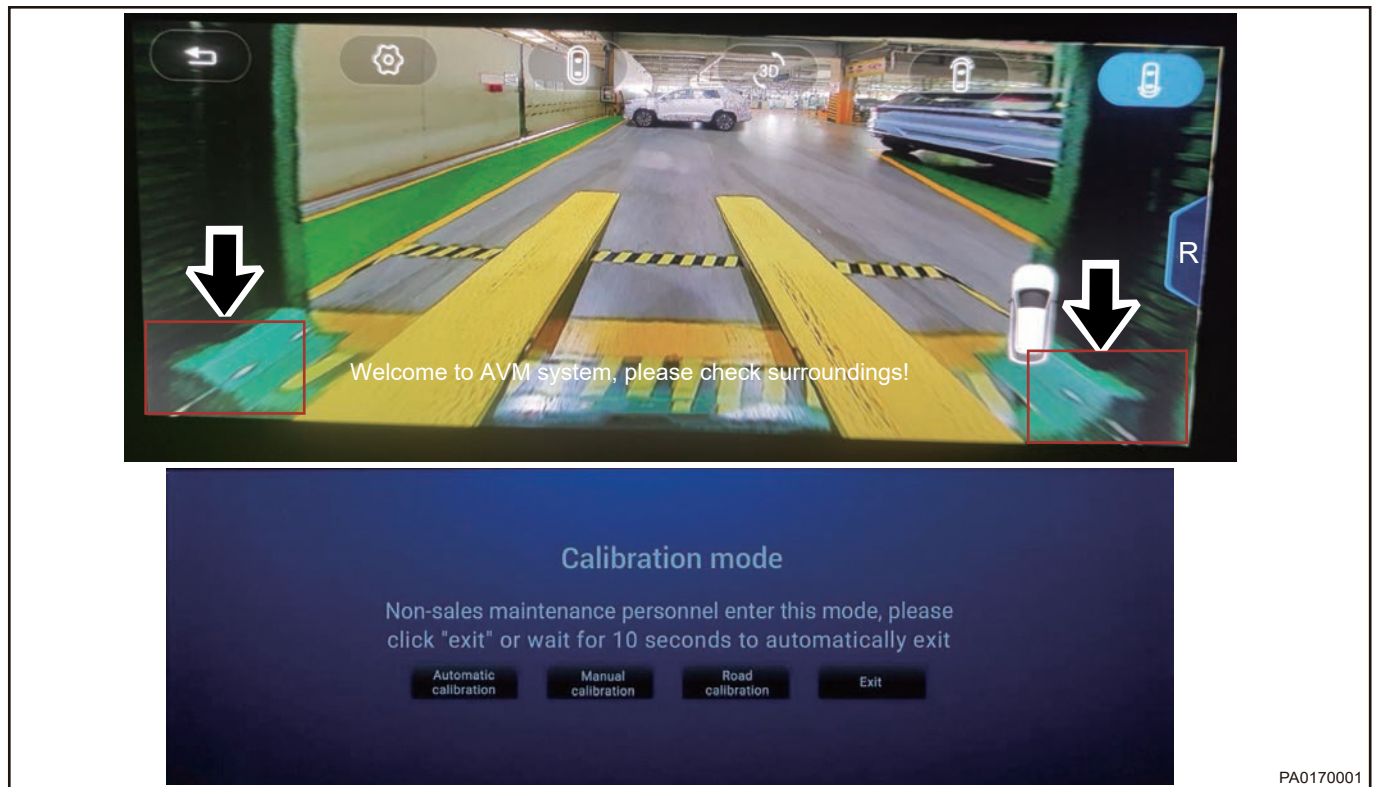 3D
R
Welcome to AVM system, please check surroundings!
Calibration mode
Non-sales maintenance personnel enter this mode, please
click "exit" or wait for 10 seconds to automatically exit
Automatic
calibration
Manual
calibration
Road
calibration
Exit
PA0170001